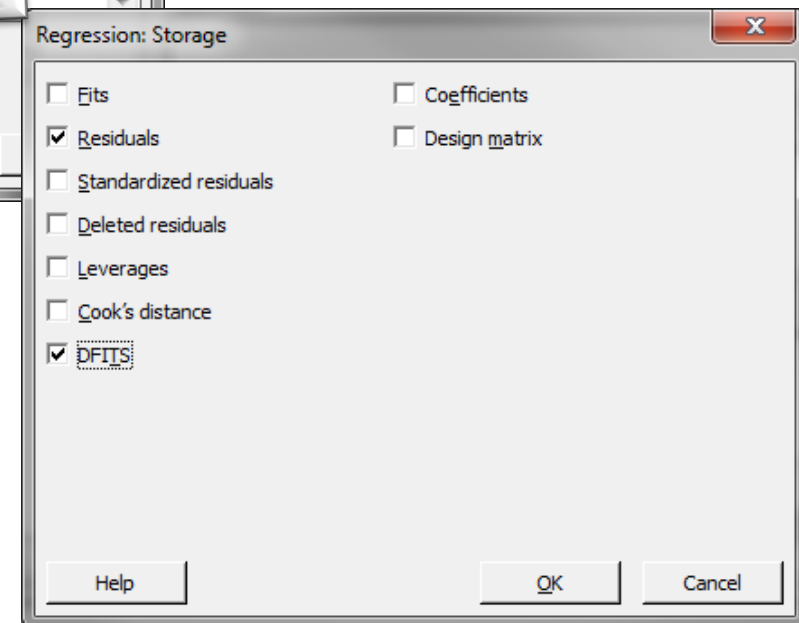 Regression: Storage
Fits
Coefficients
Residuals
Design matrix
Standardized residuals
Deleted residuals
Leverages
Cook's distance
DFITS
Help
OK
Cancel